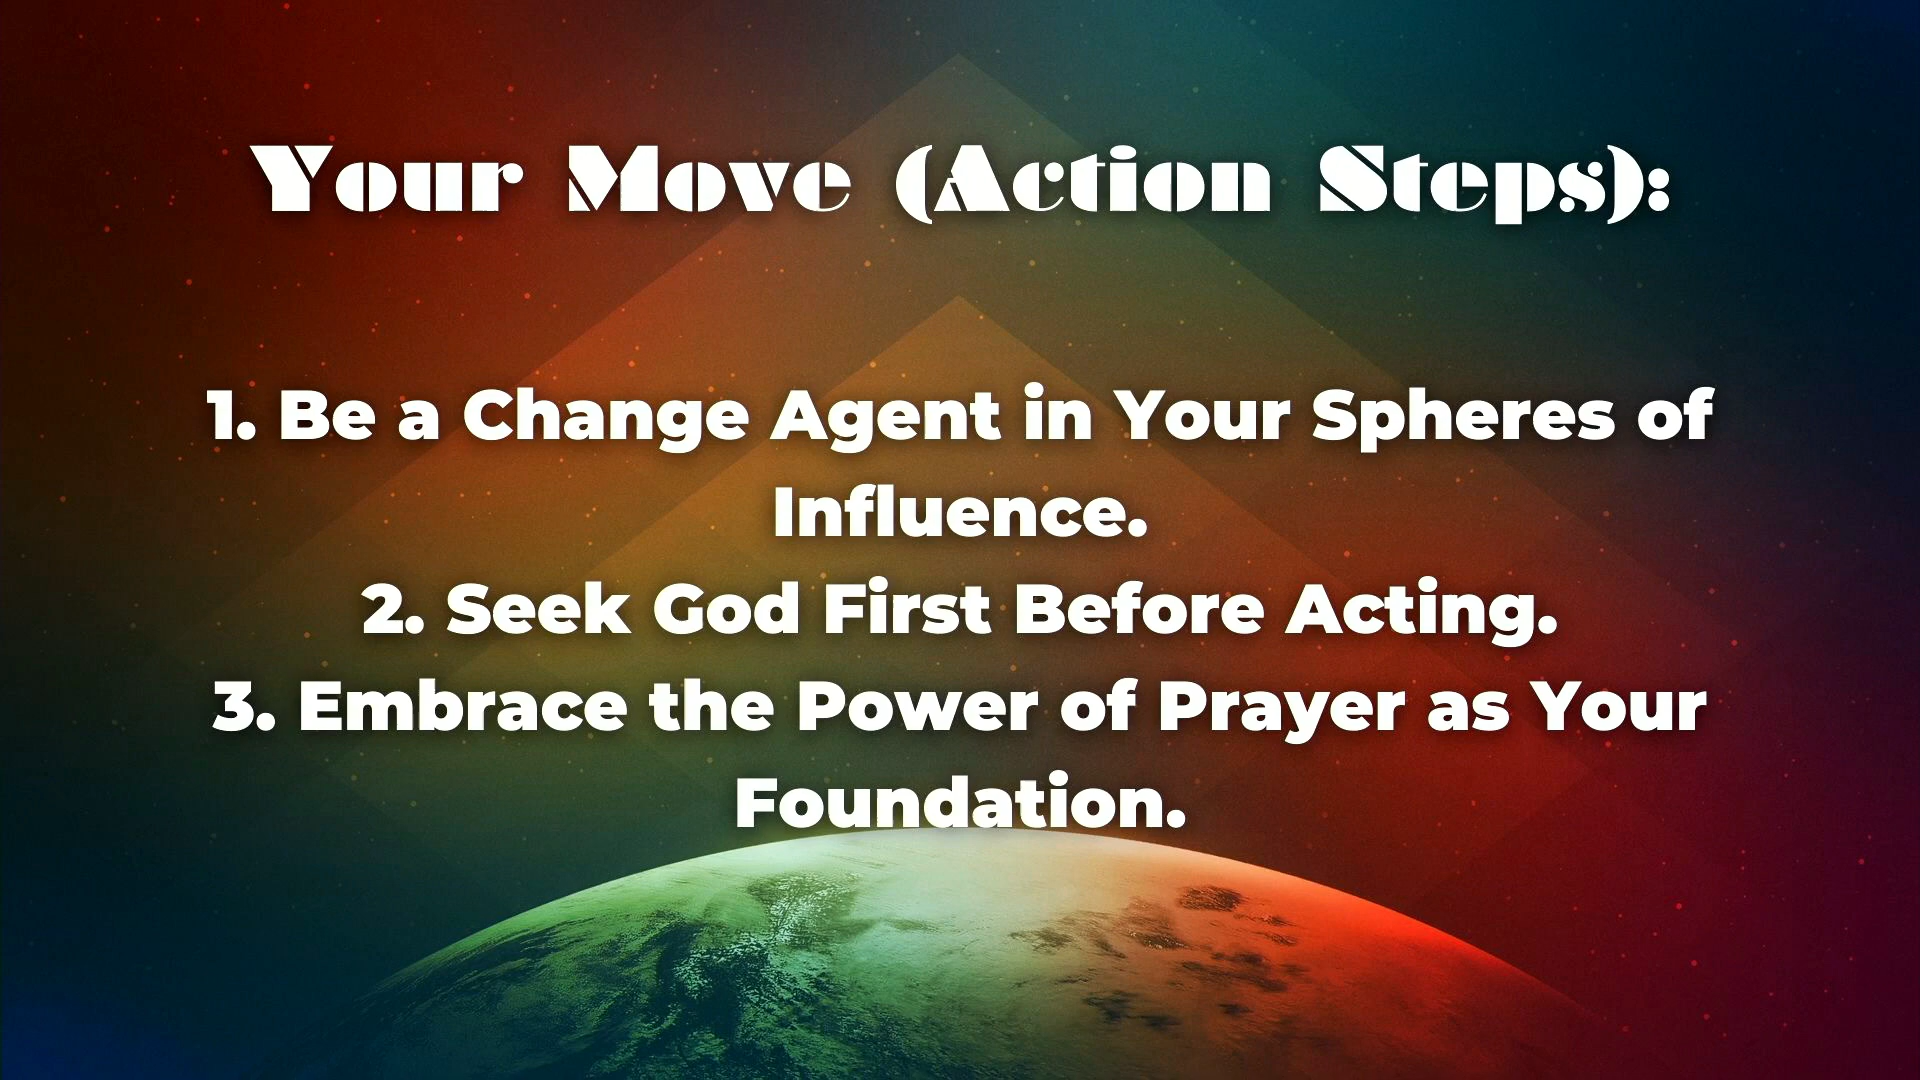 Your Move (Action Steps):
1. Be a Change Agent in Your Spheres of
Influence.
2. Seek God First Before Acting.
3. Embrace the Power of Prayer as Your
Foundation.